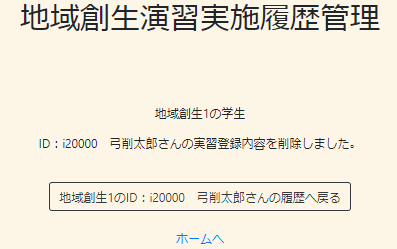 地域創生演習実施履歴管理
地域創生1の学生
ID：i20000　弓削太郎さんの実習登録内容を削除しました。
地域創生1のID：i20000　弓削太郎さんの履歴へ戻る
ホームへ